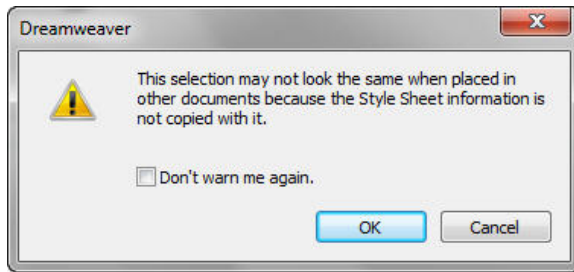 Dreamweaver
This selection may not look the same when placed in
other documents because the Style Sheet information is
not copied with it.
Don't warn me again.
OK Cancel